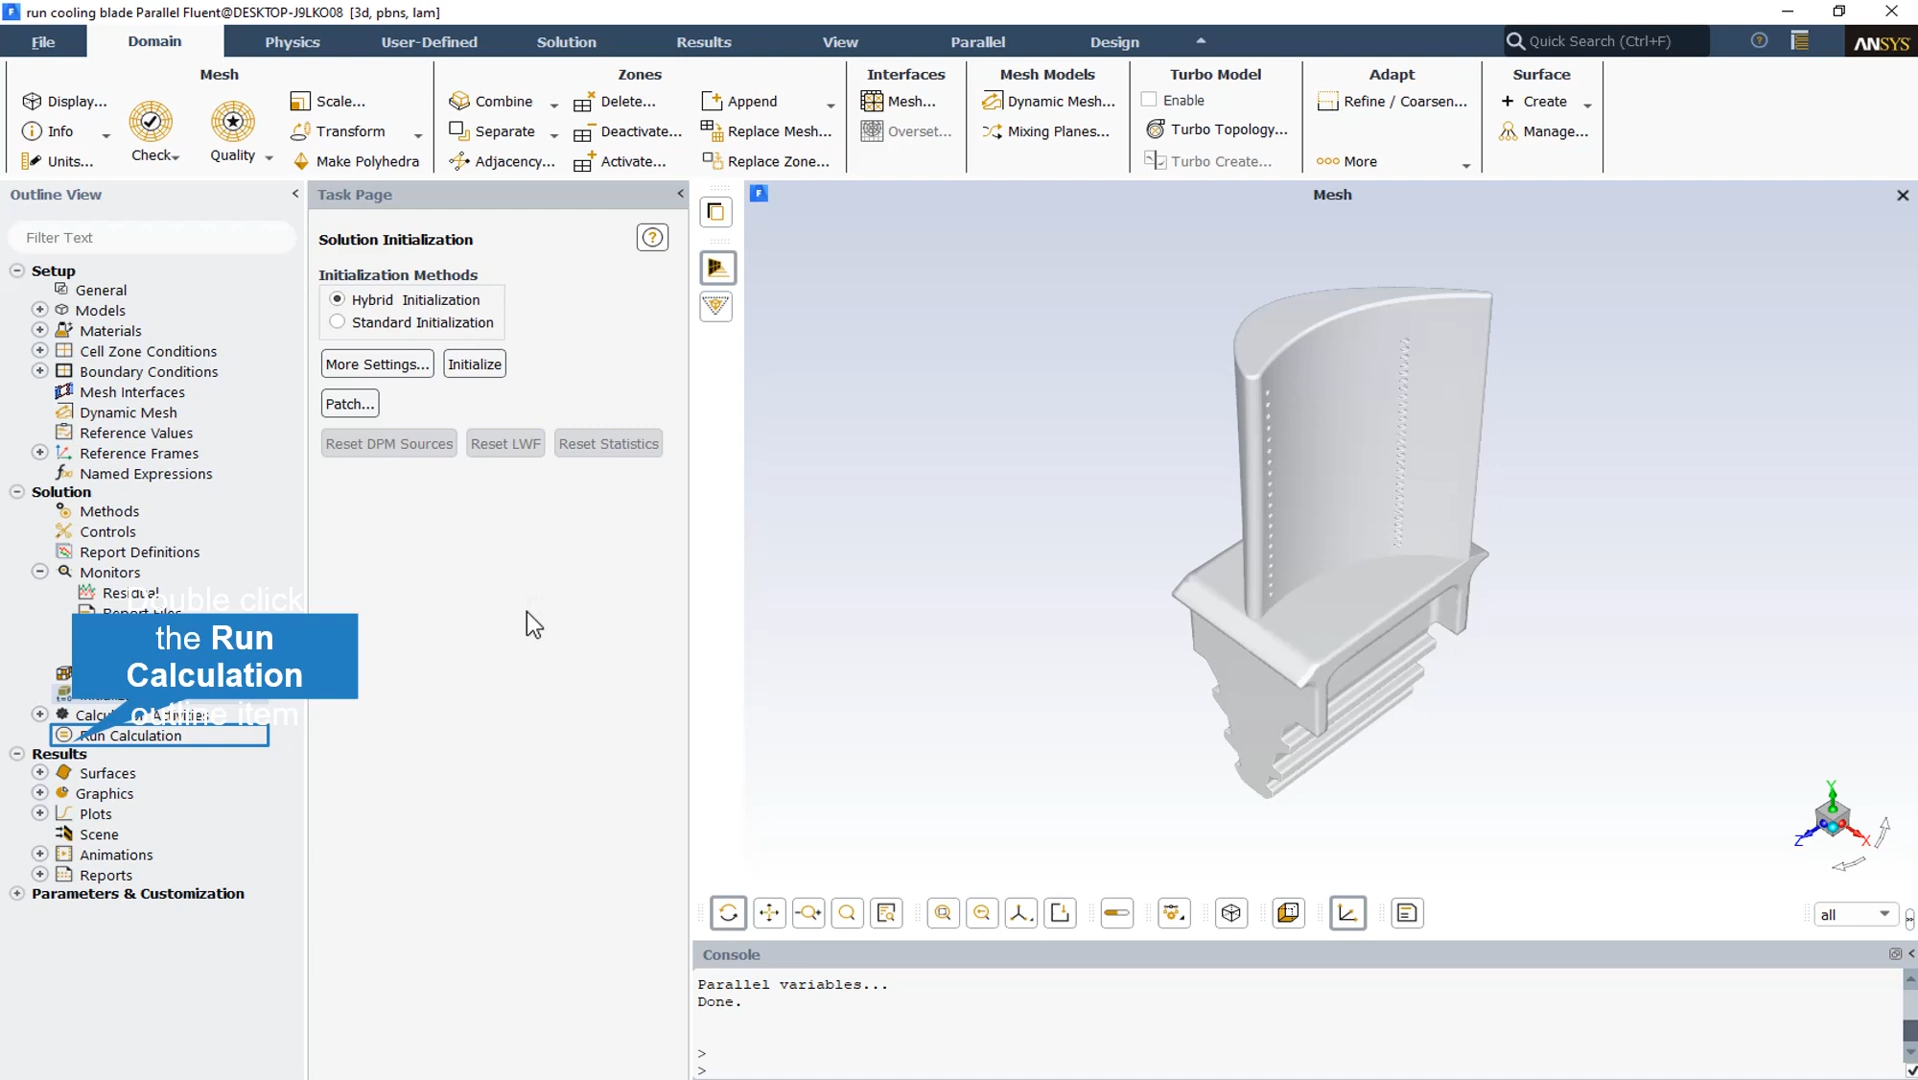 run cooling blade Parallel Fluent@DESKTOP-J9LKO08 [3d, pbns, lam]
File Domain Physics User-Defined Solution Results View Parallel Design Quick Search (Ctrl+F) ANSYS
Mesh Zones Interfaces Mesh Models Turbo Model Adapt Surface
Display... Scale... Combine Delete... Append Mesh... Dynamic Mesh... Enable Refine / Coarsen... Create
Info Transform Separate Deactivate... Replace Mesh... Overset... Mixing Planes... Turbo Topology... Manage...
Check Quality
Units... Make Polyhedra Adjacency... Activate... Replace Zone... Turbo Create... More
Outline View
Filter Text
Setup
General
Models
Materials
Cell Zone Conditions
Boundary Conditions
Mesh Interfaces
Dynamic Mesh
Reference Values
Reference Frames
Named Expressions
Solution
Methods
Controls
Report Definitions
Monitors
Residual
Report Files
Double click
the Run
Calculation
outline item
Run Calculation
Results
Surfaces
Graphics
Plots
Scene
Animations
Reports
Parameters & Customization
Task Page
Solution Initialization
Initialization Methods
Hybrid Initialization
Standard Initialization
More Settings... Initialize
Patch...
Reset DPM Sources Reset LWF Reset Statistics
Mesh
Y
Z X
all
Console
Parallel variables...
Done.
>
>